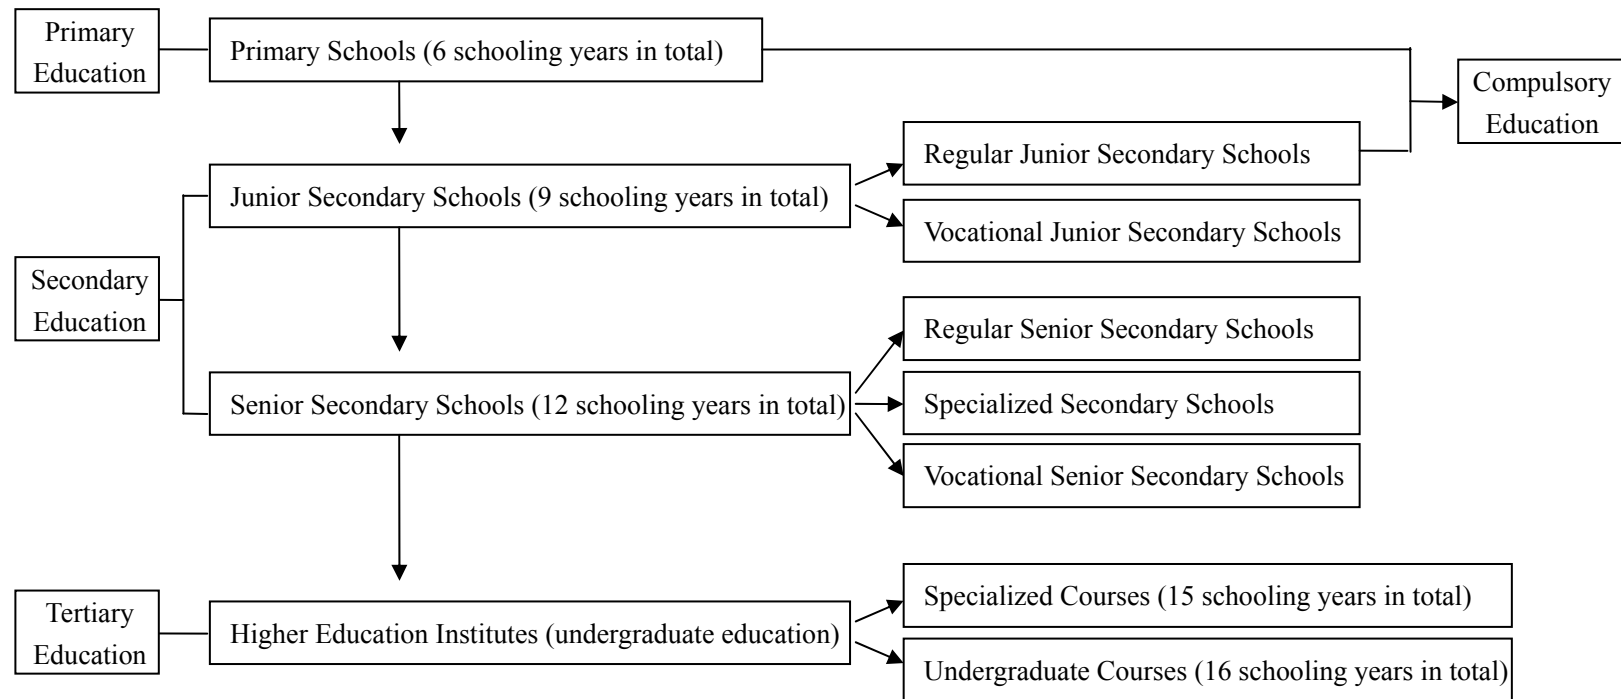 Primary
Education
Primary Schools (6 schooling years in total)
Compulsory
Education
Regular Junior Secondary Schools
Junior Secondary Schools (9 schooling years in total)
Vocational Junior Secondary Schools
Secondary
Education
Regular Senior Secondary Schools
Senior Secondary Schools (12 schooling years in total)
Specialized Secondary Schools
Vocational Senior Secondary Schools
Tertiary
Education
Specialized Courses (15 schooling years in total)
Higher Education Institutes (undergraduate education)
Undergraduate Courses (16 schooling years in total)